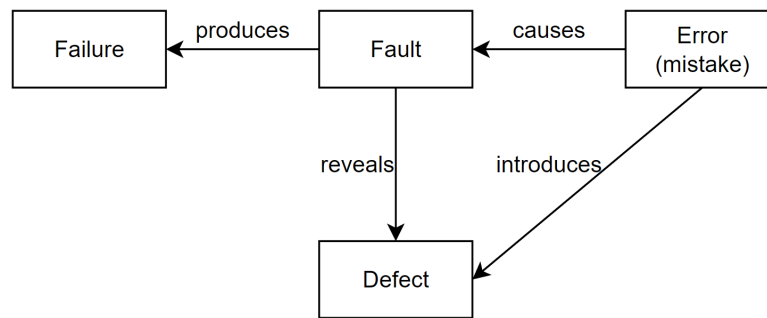 Failure
produces
Fault
causes
Error
(mistake)
reveals
introduces
Defect